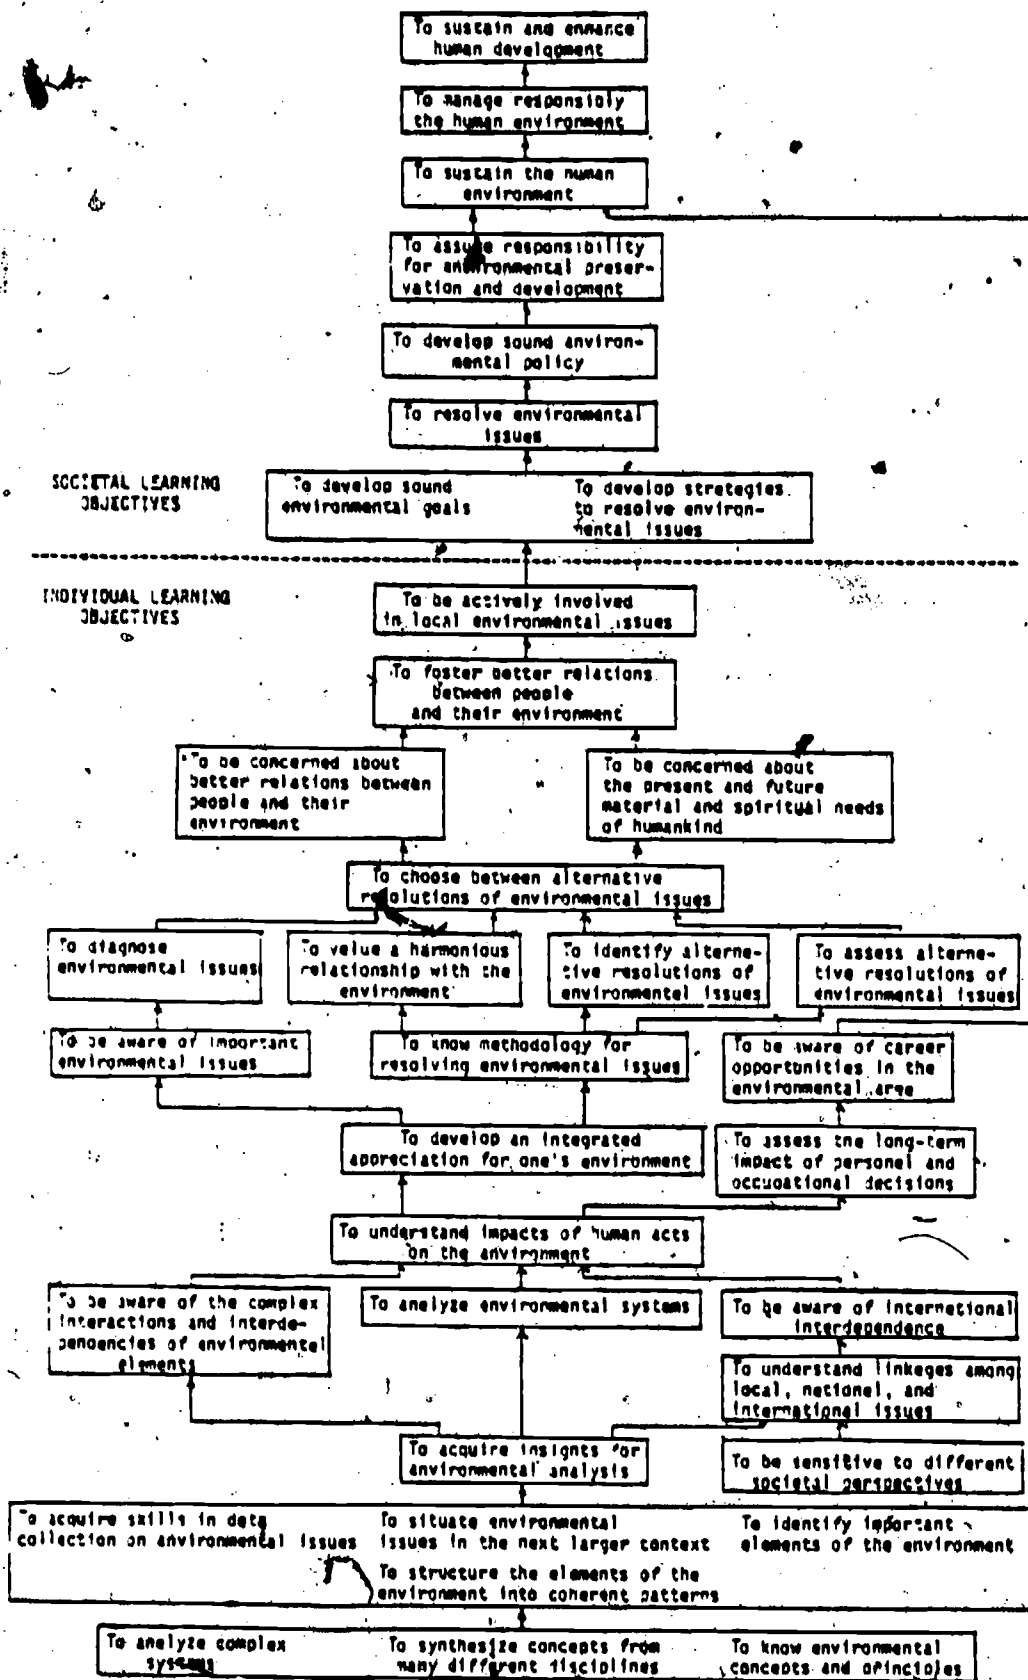 To sustain and enhance
human development
To manage responsibly
the human environment
To sustain the human
environment
To assume responsibility
for environmental preser-
vation and development
To develop sound environ-
mental policy
To resolve environmental
issues
SOCIETAL LEARNING
OBJECTIVES
To develop sound
environmental goals
To develop strategies
to resolve environ-
mental issues
INDIVIDUAL LEARNING
OBJECTIVES
To be actively involved
in local environmental issues
To foster better relations
between people
and their environment
To be concerned about
better relations between
people and their
environment
To be concerned about
the present and future
material and spiritual needs
of humankind
To choose between alternative
resolutions of environmental issues
To diagnose
environmental issues
To value a harmonious
relationship with the
environment
To identify alterna-
tive resolutions of
environmental issues
To assess alterna-
tive resolutions of
environmental issues
To be aware of important
environmental issues
To know methodology for
resolving environmental issues
To be aware of career
opportunities in the
environmental area
To develop an integrated
appreciation for one's environment
To assess the long-term
impact of personal and
occupational decisions
To understand impacts of human acts
on the environment
To be aware of the complex
interactions and interde-
pendencies of environmental
elements
To analyze environmental systems
To be aware of international
interdependence
To understand linkages among
local, national, and
international issues
To acquire insights for
environmental analysis
To be sensitive to different
societal perspectives
To acquire skills in data
collection on environmental issues
To situate environmental
issues in the next larger context
To identify important
elements of the environment
To structure the elements of the
environment into coherent patterns
To analyze complex
systems
To synthesize concepts from
many different disciplines
To know environmental
concepts and principles